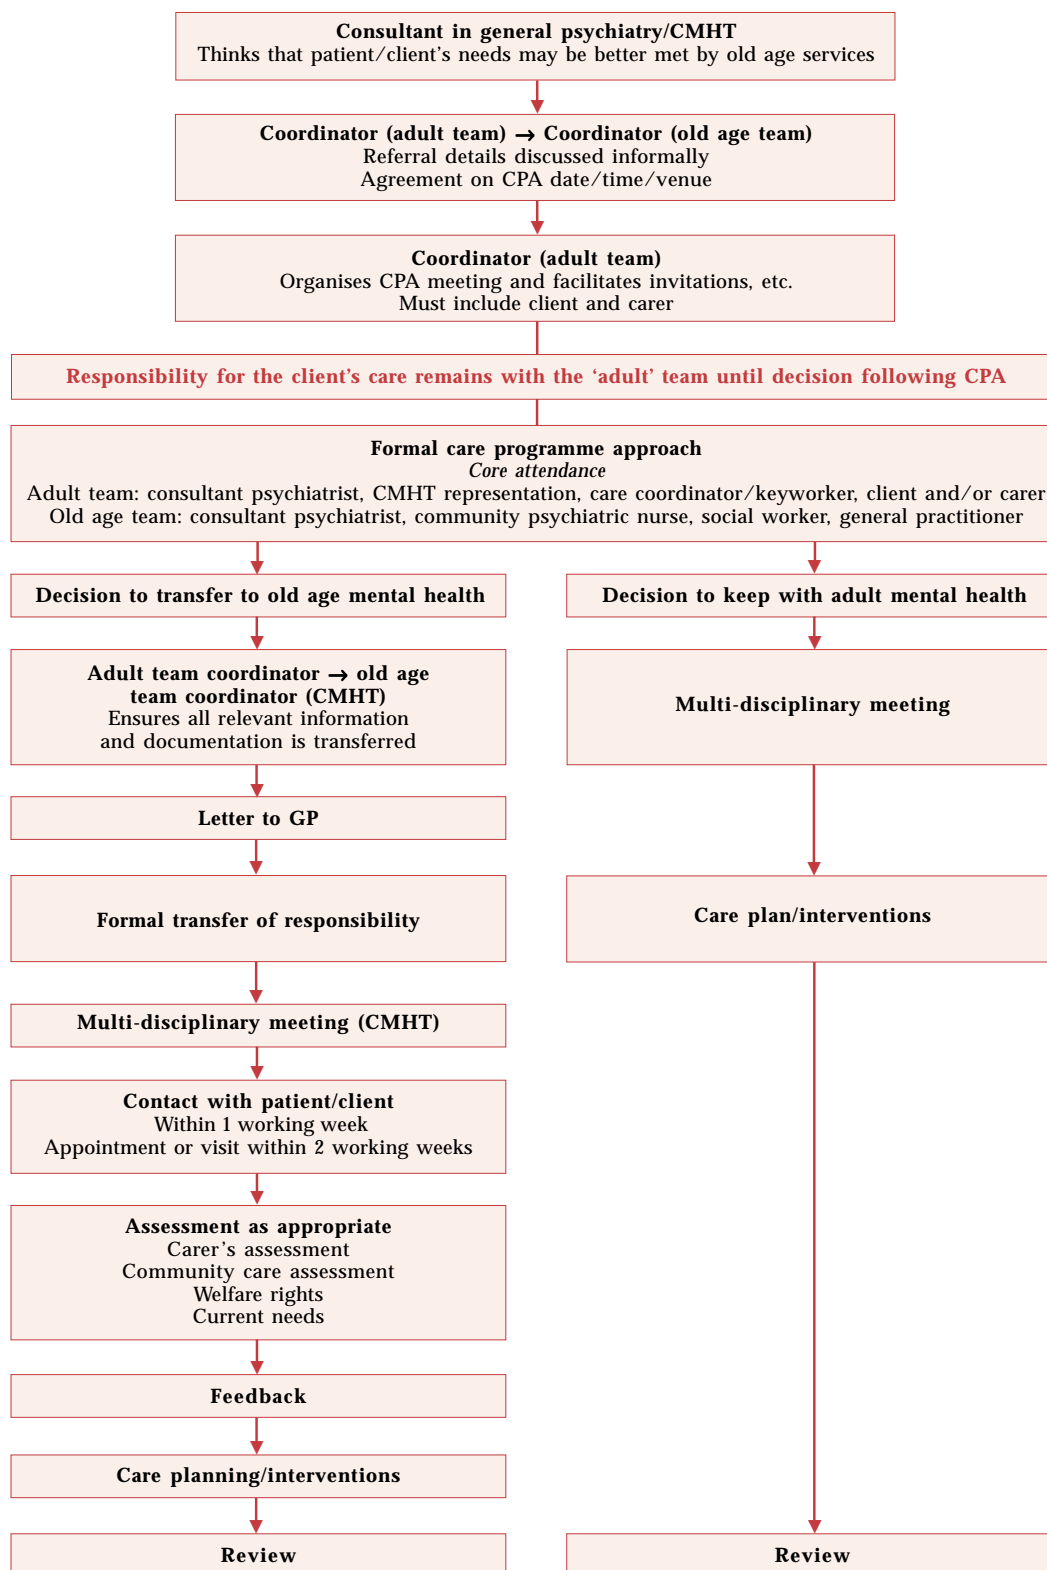 Consultant in general psychiatry/CMHT
Thinks that patient/client's needs may be better met by old age services
Coordinator (adult team) → Coordinator (old age team)
Referral details discussed informally
Agreement on CPA date/time/venue
Coordinator (adult team)
Organises CPA meeting and facilitates invitations, etc.
Must include client and carer
Responsibility for the client's care remains with the ‘adult’ team until decision following CPA
Formal care programme approach
Core attendance
Adult team: consultant psychiatrist, CMHT representation, care coordinator/keyworker, client and/or carer
Old age team: consultant psychiatrist, community psychiatric nurse, social worker, general practitioner
Decision to transfer to old age mental health
Adult team coordinator → old age
team coordinator (CMHT)
Ensures all relevant information
and documentation is transferred
Letter to GP
Formal transfer of responsibility
Multi-disciplinary meeting (CMHT)
Contact with patient/client
Within 1 working week
Appointment or visit within 2 working weeks
Assessment as appropriate
Carer's assessment
Community care assessment
Welfare rights
Current needs
Feedback
Care planning/interventions
Review
Decision to keep with adult mental health
Multi-disciplinary meeting
Care plan/interventions
Review